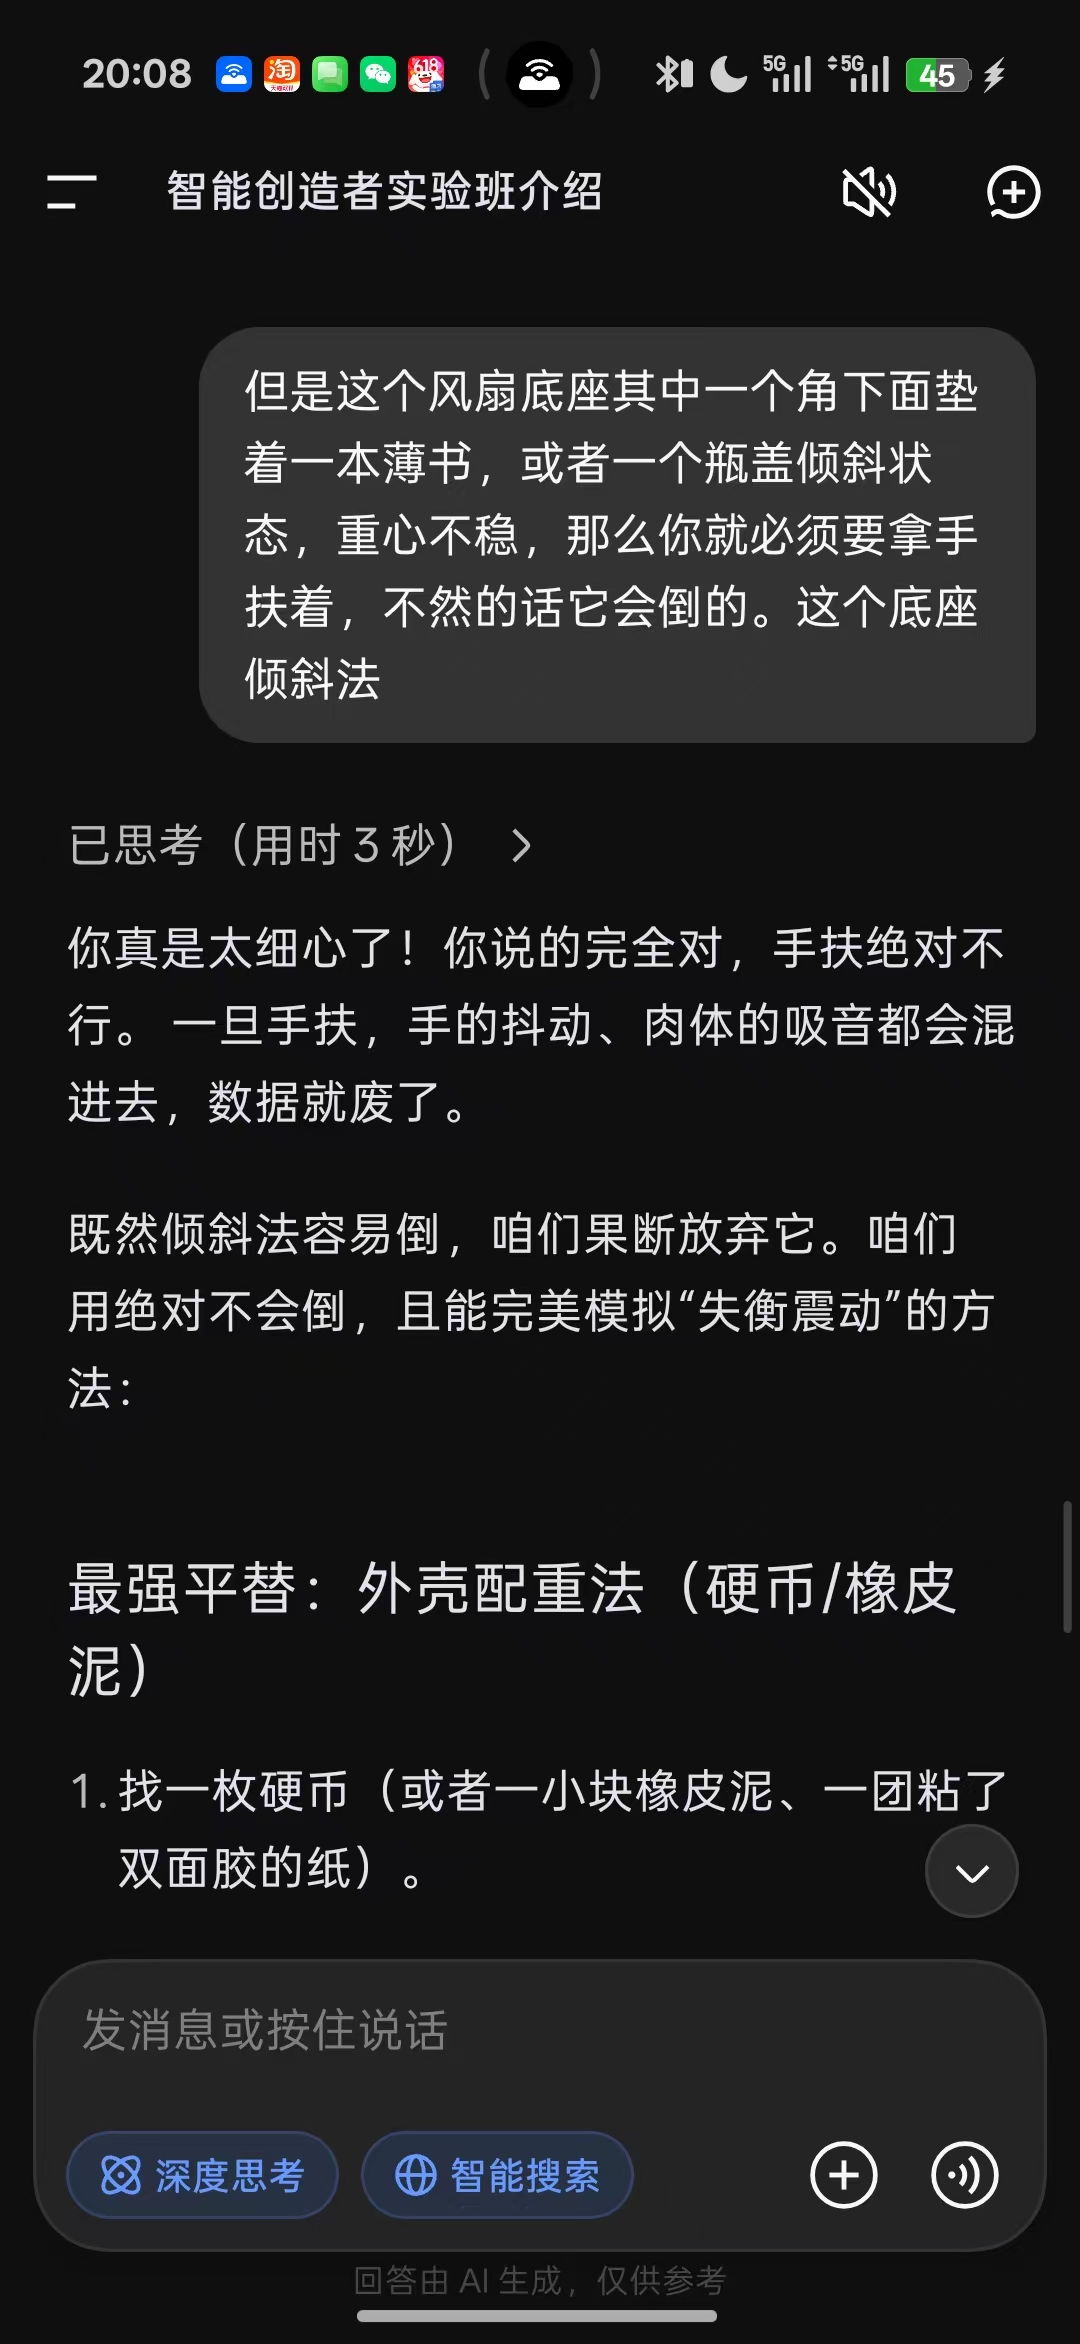 20:08
淘
618
5G
5G
45
智能创造者实验班介绍
但是这个风扇底座其中一个角下面垫
着一本薄书，或者一个瓶盖倾斜状
态，重心不稳，那么你就必须要拿手
扶着，不然的话它会倒的。这个底座
倾斜法
已思考（用时 3 秒）
你真是太细心了！你说的完全对，手扶绝对不
行。 一旦手扶，手的抖动、肉体的吸音都会混
进去，数据就废了。
既然倾斜法容易倒，咱们果断放弃它。咱们
用绝对不会倒，且能完美模拟“失衡震动”的方
法：
最强平替：外壳配重法（硬币/橡皮
泥）
1. 找一枚硬币（或者一小块橡皮泥、一团粘了
双面胶的纸）。
发消息或按住说话
深度思考
智能搜索
回答由 AI 生成，仅供参考